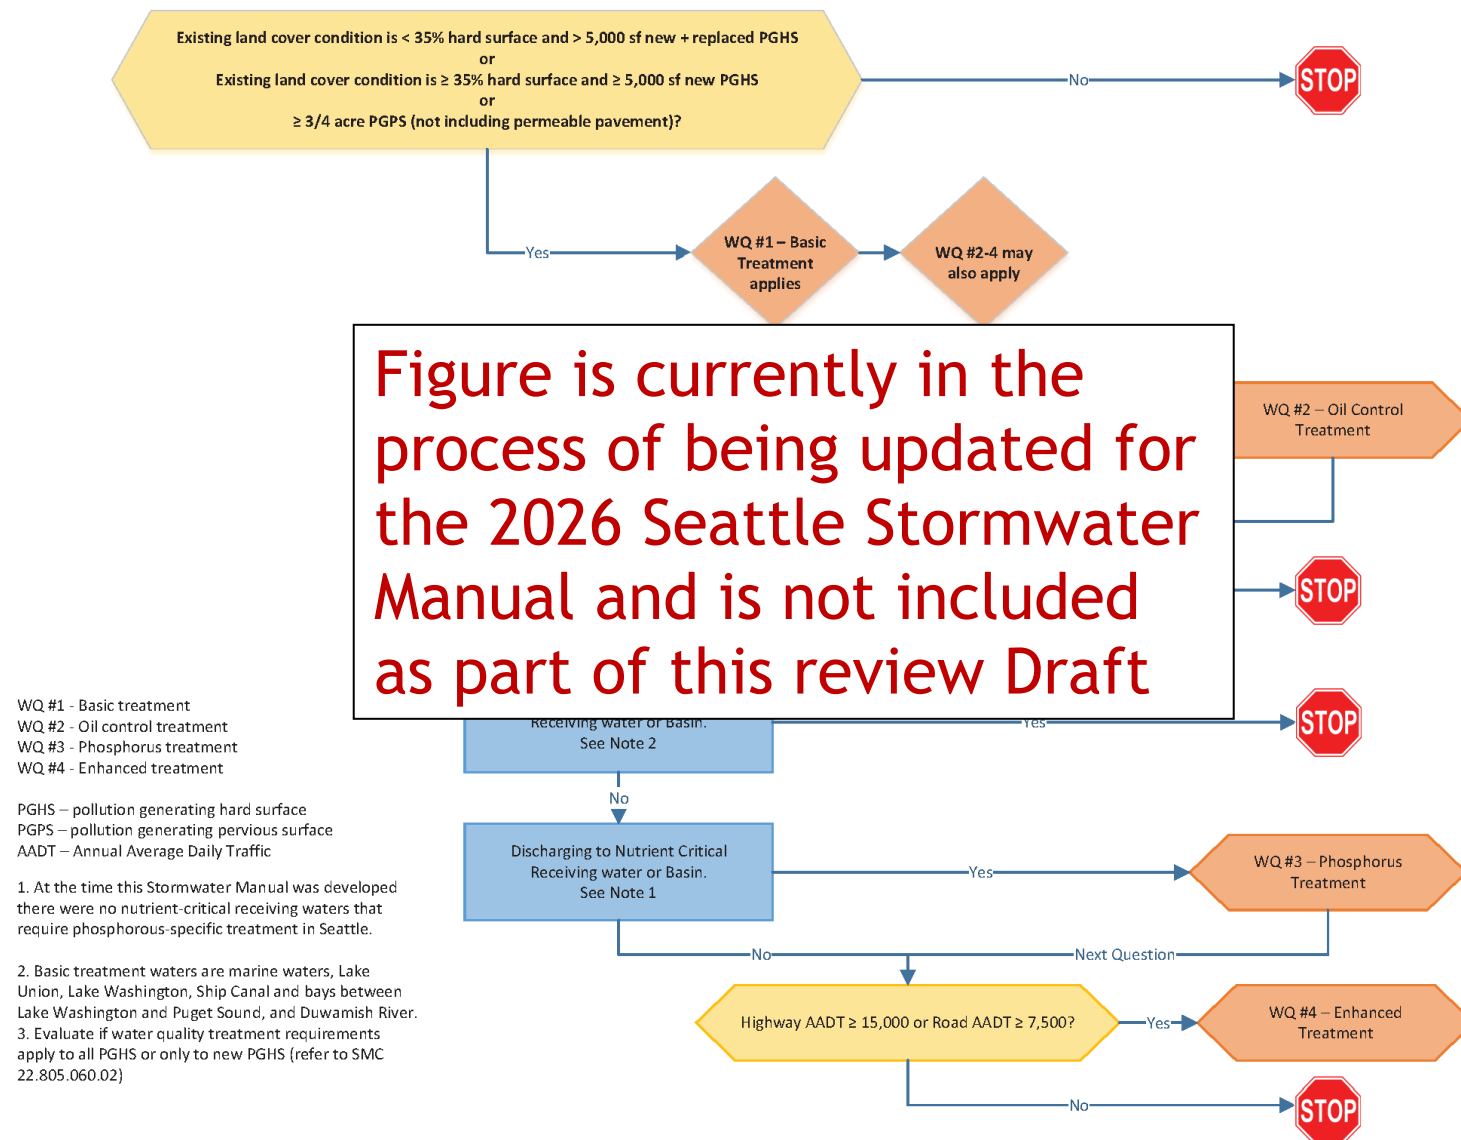 Existing land cover condition is < 35% hard surface and > 5,000 sf new + replaced PGHS
or
Existing land cover condition is ≥ 35% hard surface and ≥ 5,000 sf new PGHS
or
≥ 3/4 acre PGPS (not including permeable pavement)?
No
STOP
Yes
WQ #1 – Basic
Treatment
applies
WQ #2-4 may
also apply
Figure is currently in the
process of being updated for
the 2026 Seattle Stormwater
Manual and is not included
as part of this review Draft
WQ #2 – Oil Control
Treatment
STOP
Receiving water or Basin.
See Note 2
Yes
STOP
No
Discharging to Nutrient Critical
Receiving water or Basin.
See Note 1
Yes
WQ #3 – Phosphorus
Treatment
No
Next Question
Highway AADT ≥ 15,000 or Road AADT ≥ 7,500?
Yes
WQ #4 – Enhanced
Treatment
No
STOP
WQ #1 - Basic treatment
WQ #2 - Oil control treatment
WQ #3 - Phosphorus treatment
WQ #4 - Enhanced treatment
PGHS – pollution generating hard surface
PGPS – pollution generating pervious surface
AADT – Annual Average Daily Traffic
1. At the time this Stormwater Manual was developed
there were no nutrient-critical receiving waters that
require phosphorous-specific treatment in Seattle.
2. Basic treatment waters are marine waters, Lake
Union, Lake Washington, Ship Canal and bays between
Lake Washington and Puget Sound, and Duwamish River.
3. Evaluate if water quality treatment requirements
apply to all PGHS or only to new PGHS (refer to SMC
22.805.060.02)